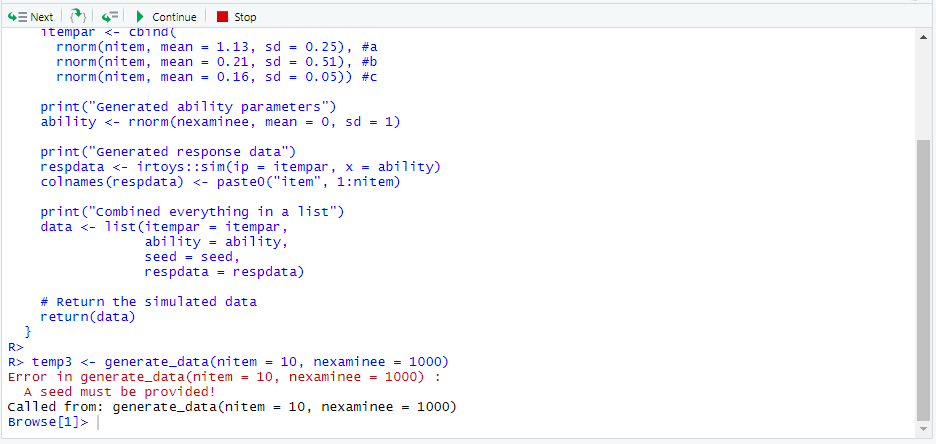 Next Continue Stop
itempar <- cbind(
rnorm(nitem, mean = 1.13, sd = 0.25), #a
rnorm(nitem, mean = 0.21, sd = 0.51), #b
rnorm(nitem, mean = 0.16, sd = 0.05)) #c
print("Generated ability parameters")
ability <- rnorm(nexaminee, mean = 0, sd = 1)
print("Generated response data")
respdata <- irtoys::sim(ip = itempar, x = ability)
colnames(respdata) <- paste0("item", 1:nitem)
print("Combined everything in a list")
data <- list(itempar = itempar,
ability = ability,
seed = seed,
respdata = respdata)
# Return the simulated data
return(data)
}
R>
R> temp3 <- generate_data(nitem = 10, nexaminee = 1000)
Error in generate_data(nitem = 10, nexaminee = 1000) :
A seed must be provided!
Called from: generate_data(nitem = 10, nexaminee = 1000)
Browse[1]>